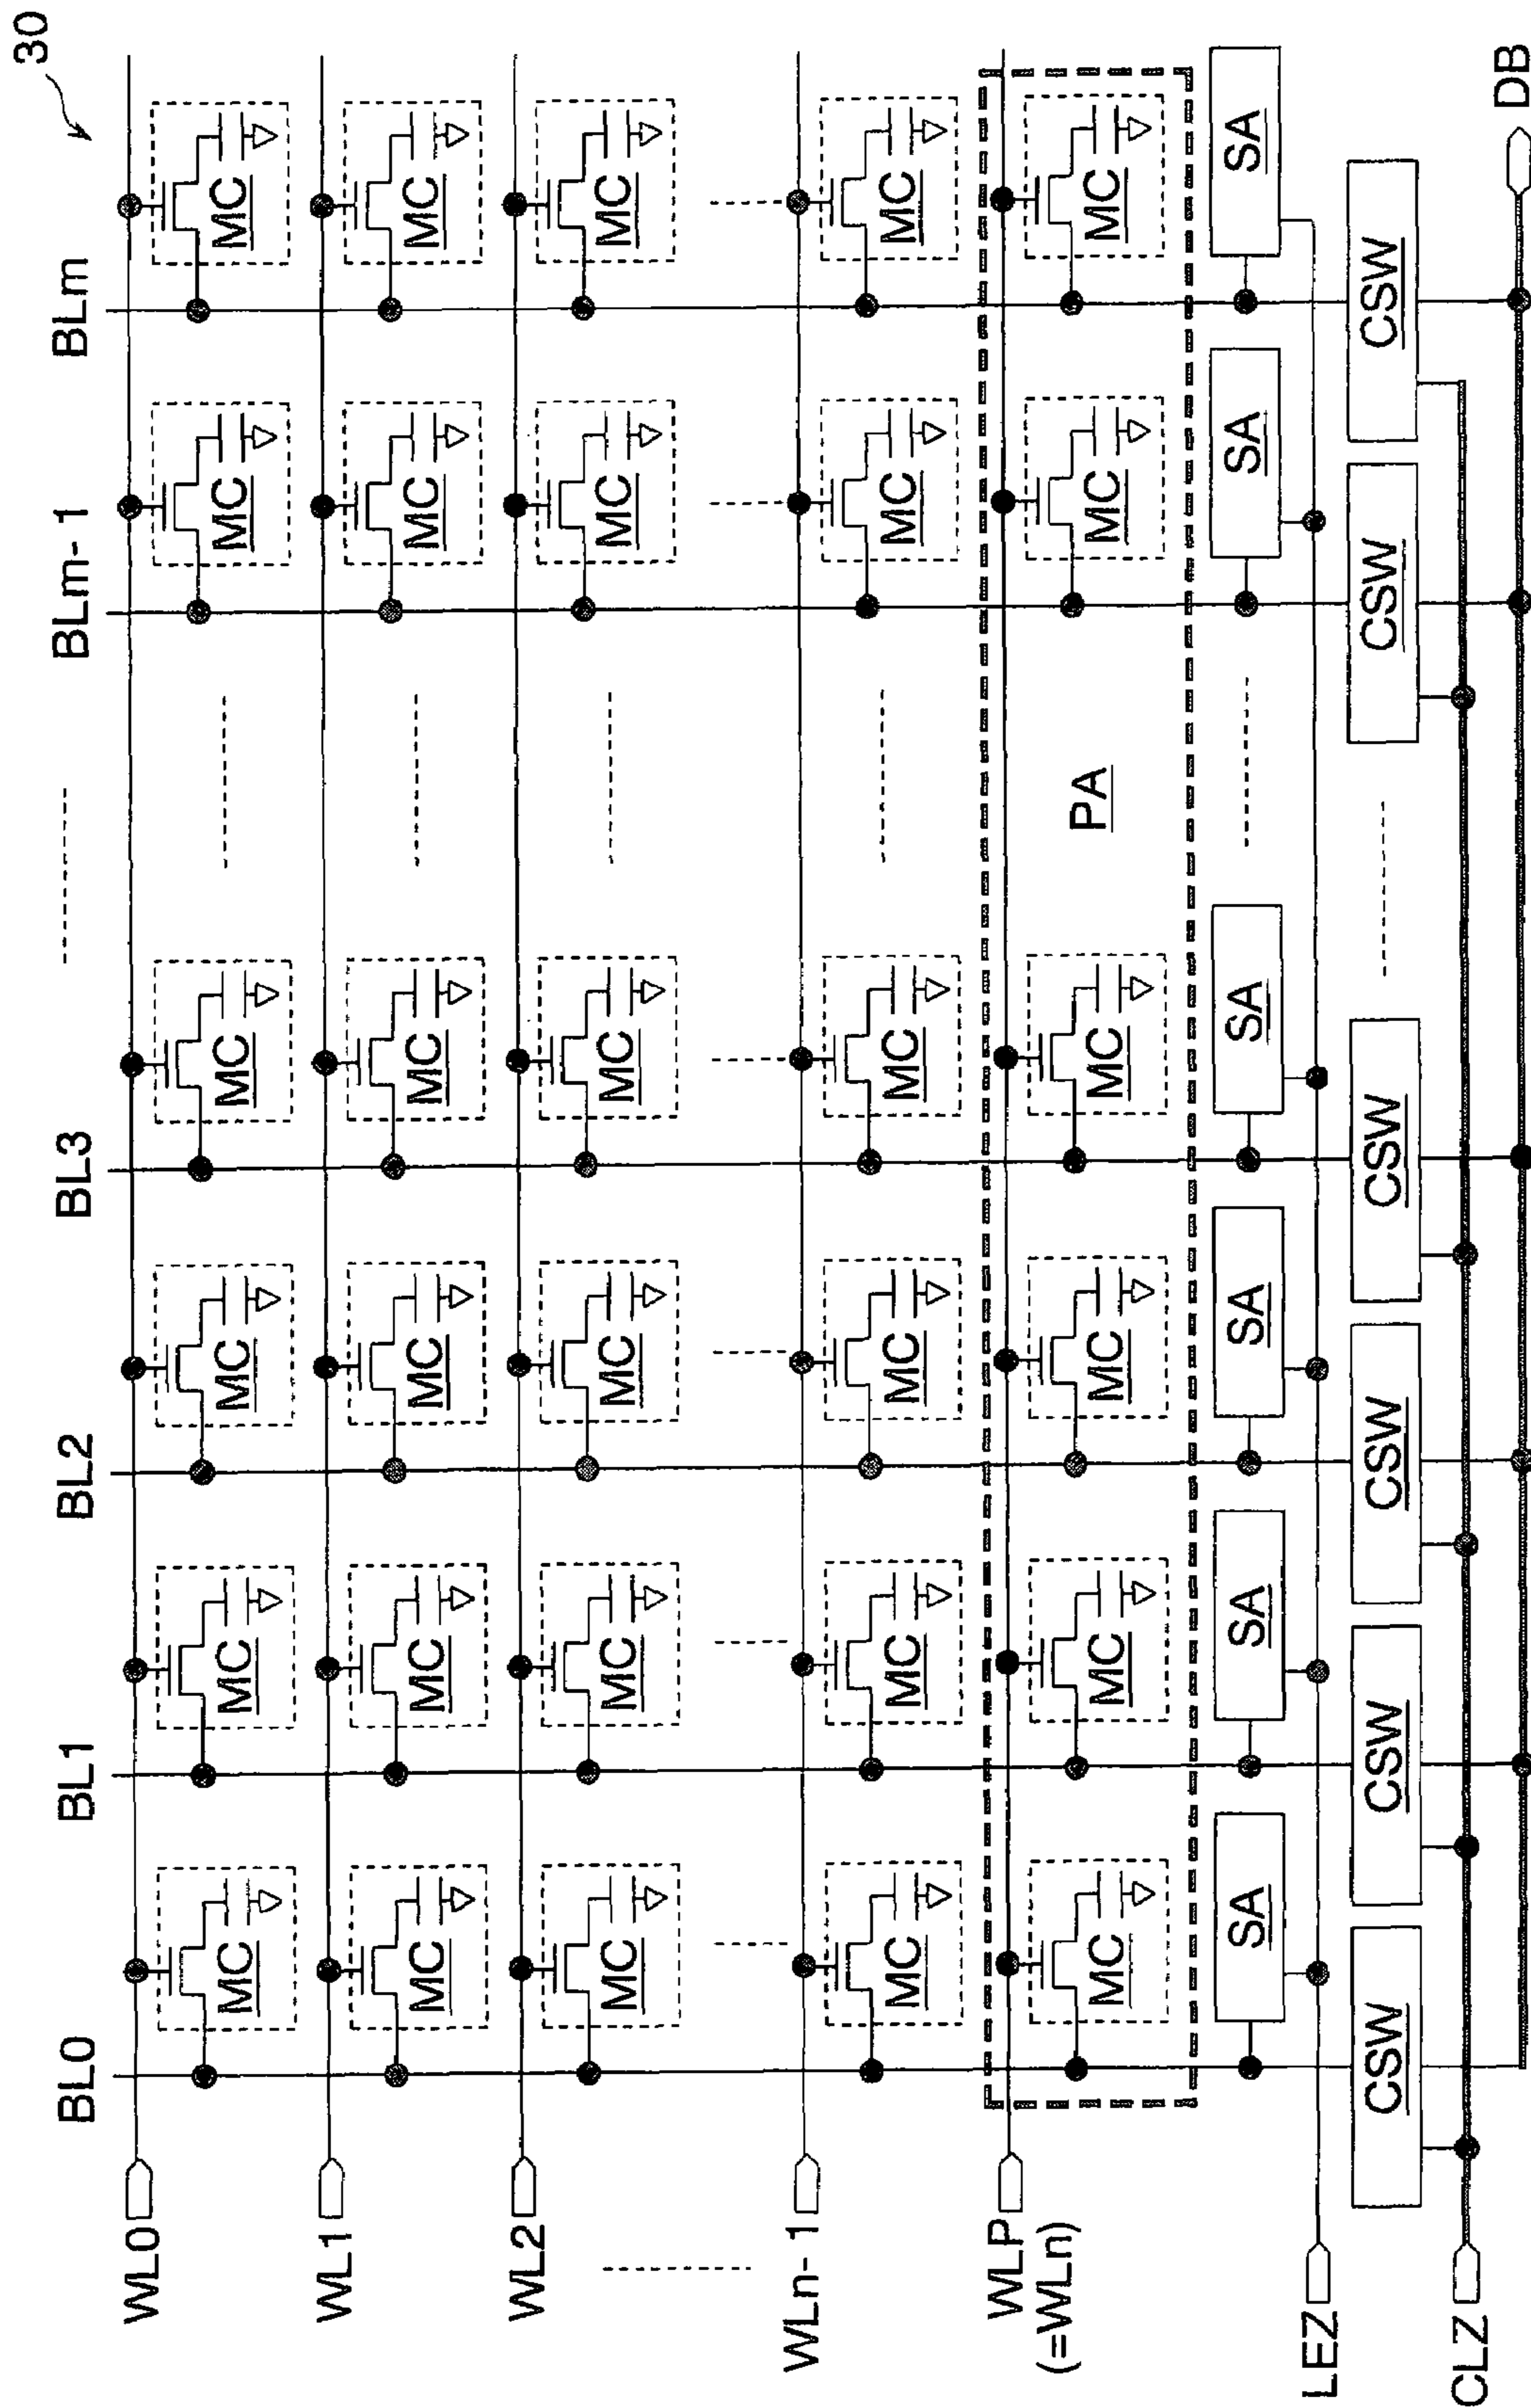 30
BL0 BL1 BL2 BL3 BLm-1 BLm
WL0
MC MC MC MC MC MC
WL1
MC MC MC MC MC MC
WL2
MC MC MC MC MC MC
WLn-1
MC MC MC MC MC MC
WLP
(=WLn)
MC MC MC MC PA MC MC
SA SA SA SA SA SA
LEZ
CSW CSW CSW CSW CSW CSW
CLZ
DB